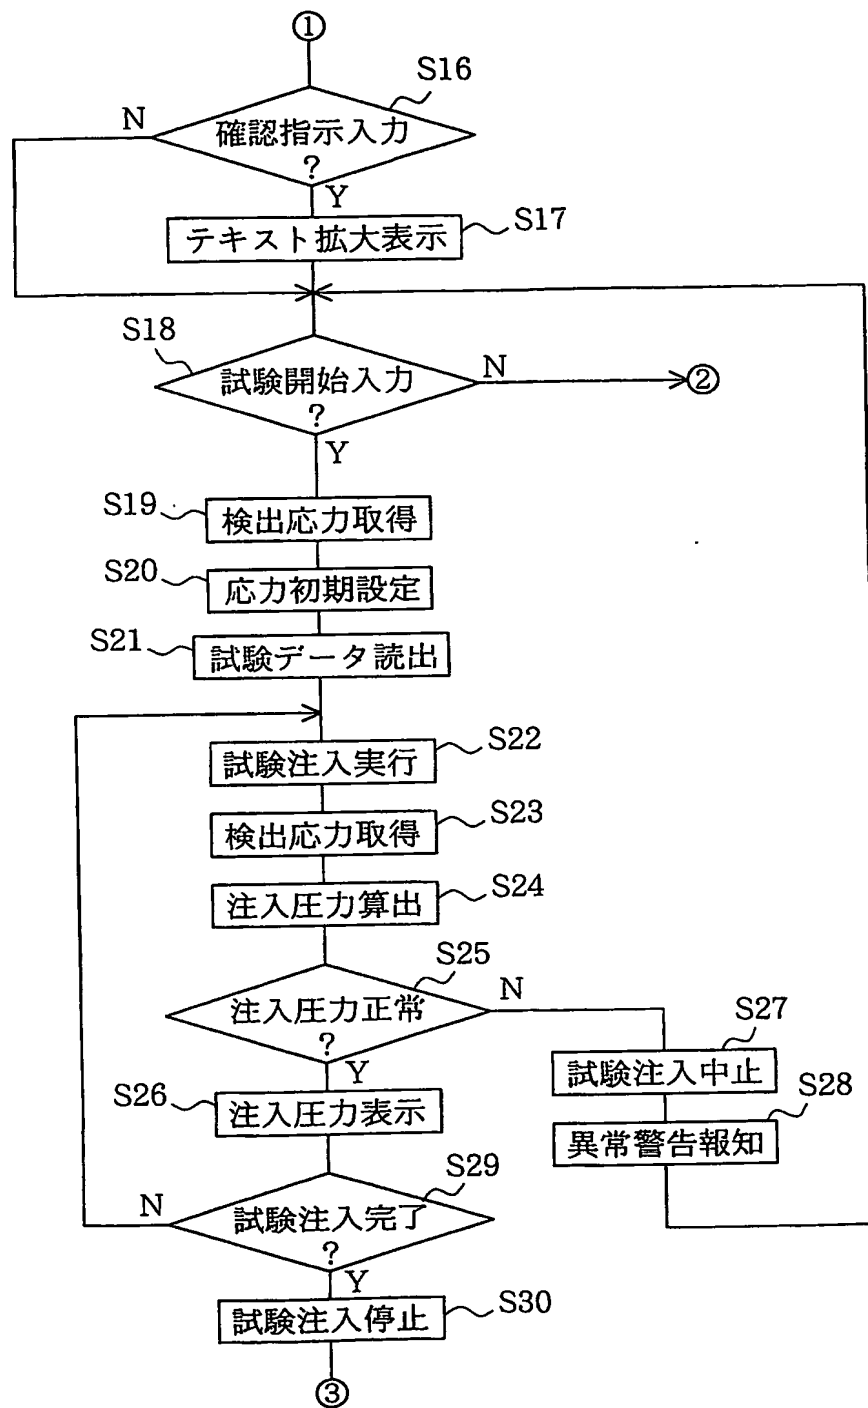 ①
S16
N
確認指示入力
?
Y
S17
テキスト拡大表示
S18
試験開始入力
?
N
②
Y
S19
検出応力取得
S20
応力初期設定
S21
試験データ読出
S22
試験注入実行
S23
検出応力取得
S24
注入圧力算出
S25
注入圧力正常
?
N
Y
S27
試験注入中止
S26
注入圧力表示
S28
異常警告報知
S29
N
試験注入完了
?
Y
S30
試験注入停止
③